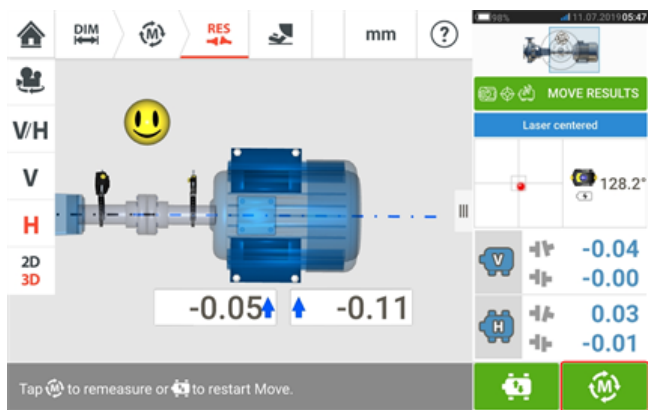 DIM
M
RES
mm
?
98%
11.07.2019 05:47
MOVE RESULTS
V/H
Laser centered
V
128.2°
H
2D
3D
V
-0.04
-0.00
-0.05
-0.11
H
0.03
-0.01
Tap M to remeasure or to restart Move.
M